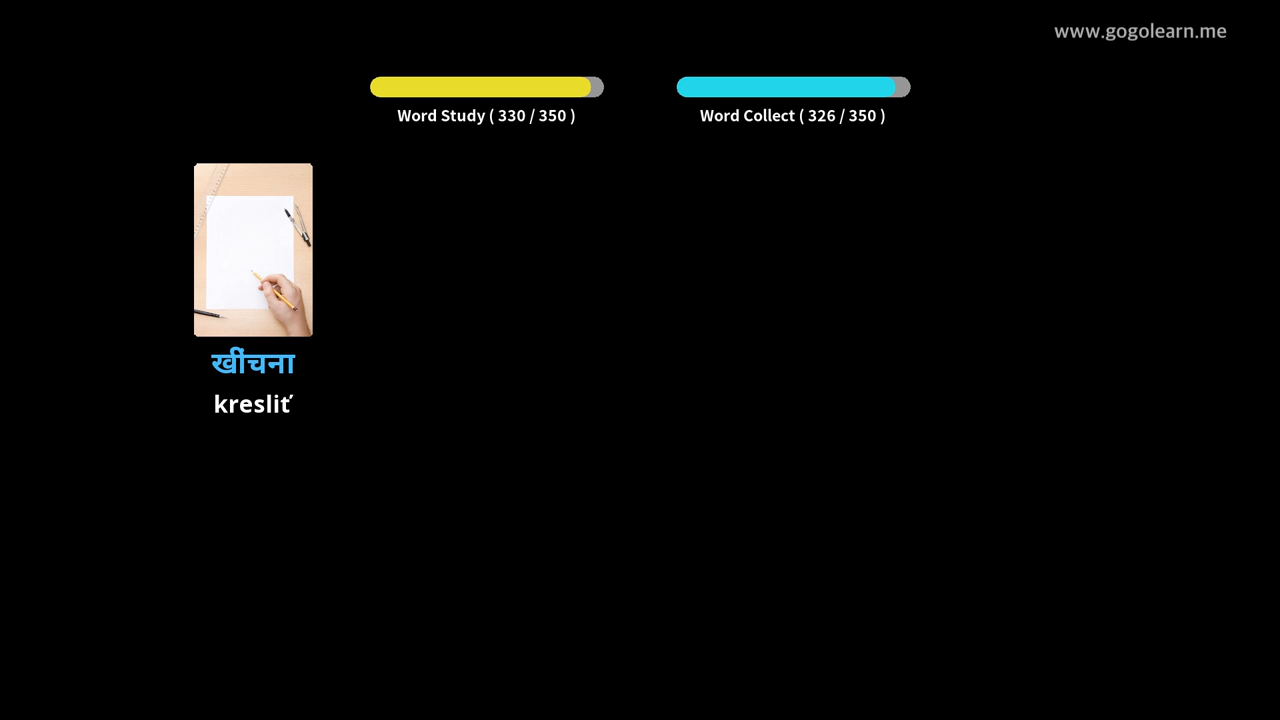 www.gogolearn.me
Word Study ( 330 / 350 )
Word Collect ( 326 / 350 )
खींचना
kresliť